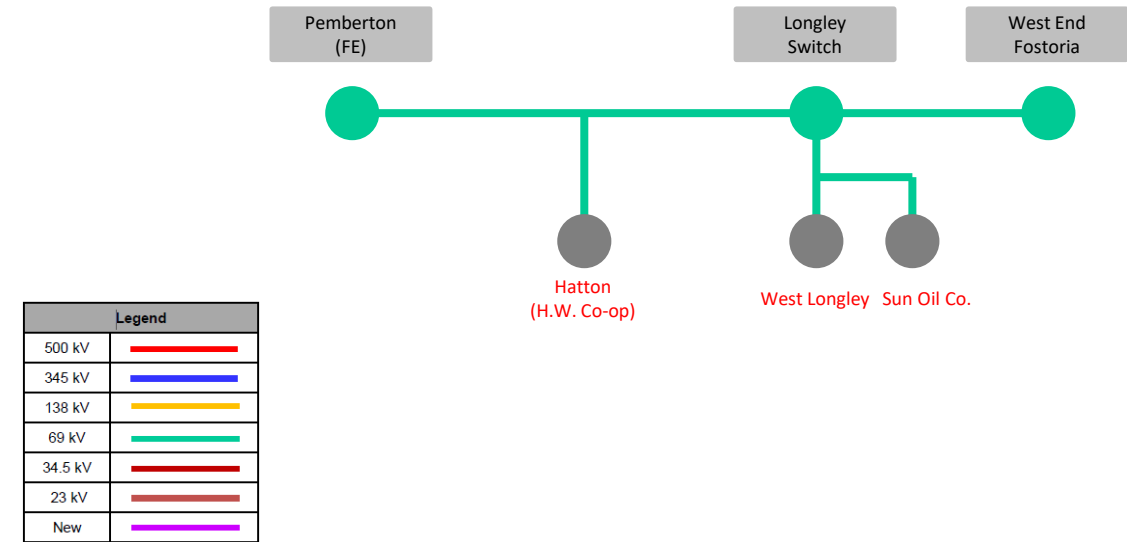 Pemberton
(FE)
Longley
Switch
West End
Fostoria
Hatton
(H.W. Co-op)
West Longley
Sun Oil Co.
Legend
500 kV
345 kV
138 kV
69 kV
34.5 kV
23 kV
New